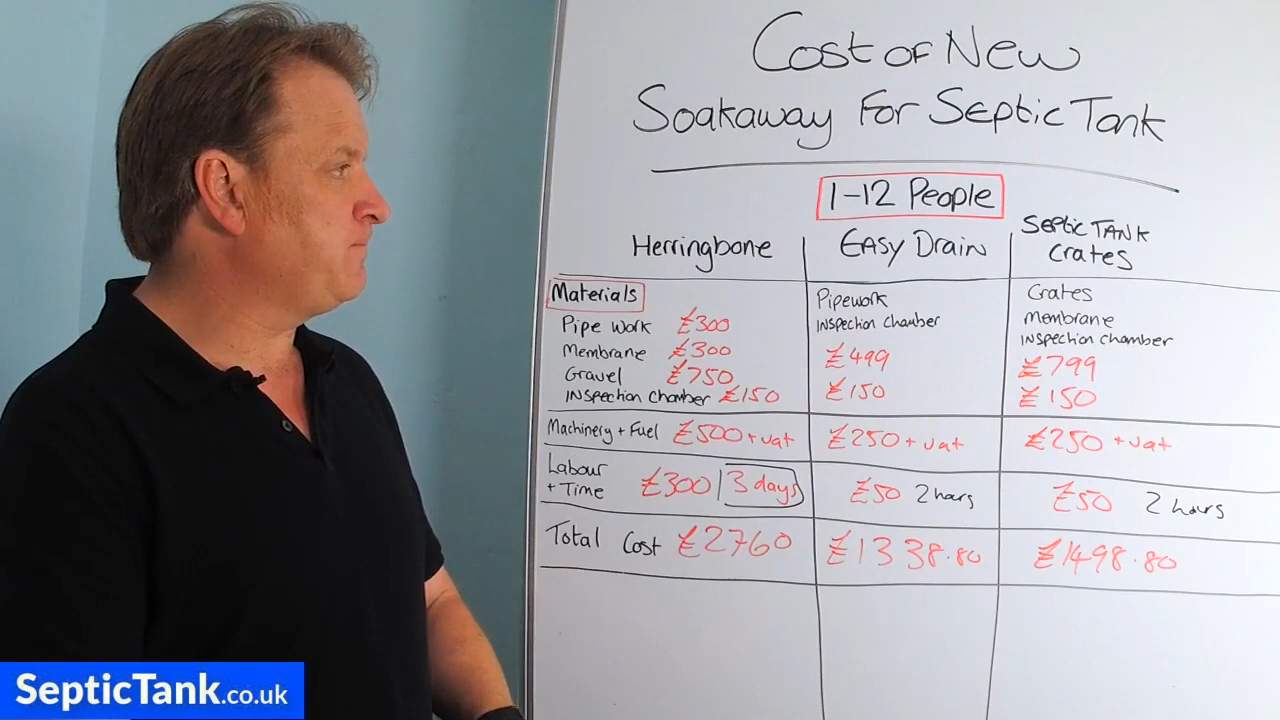 Cost of New
Soakaway For Septic Tank
1-12 People
Herringbone
EASY Drain
SEPTIC TANK
Crates
Materials
Pipe Work £300
Membrane £300
Gravel £750
INSPection Chamber £150
Pipework
INSPection chamber
£499
£150
Crates
Membrane
INSPection chamber
£799
£150
Machinery + Fuel £500 + vat
£250 + vat
£250 + vat
Labour
+ Time £300 3 days
£50 2 hours
£50 2 hours
Total Cost £2760
£1338.80
£1498.80
SepticTank.co.uk